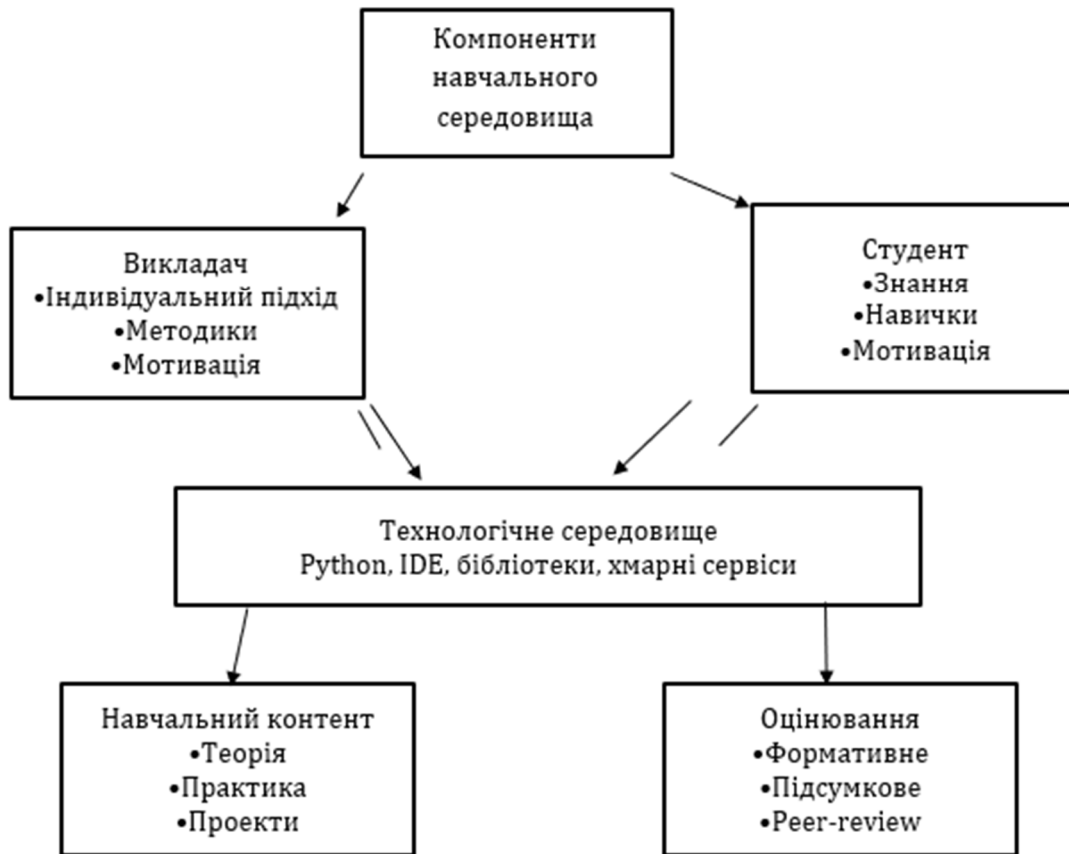 Компоненти
навчального
середовища
Викладач
•Індивідуальний підхід
•Методики
•Мотивація
Студент
•Знання
•Навички
•Мотивація
Технологічне середовище
Python, IDE, бібліотеки, хмарні сервіси
Навчальний контент
•Теорія
•Практика
•Проекти
Оцінювання
•Формативне
•Підсумкове
•Peer-review